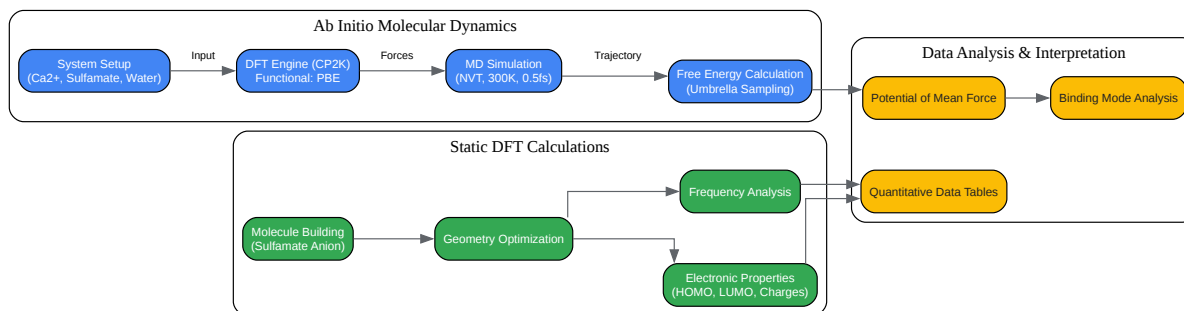 Ab Initio Molecular Dynamics
System Setup
(Ca2+, Sulfamate, Water)
Input
DFT Engine (CP2K)
Functional: PBE
Forces
MD Simulation
(NVT, 300K, 0.5fs)
Trajectory
Free Energy Calculation
(Umbrella Sampling)
Data Analysis & Interpretation
Potential of Mean Force
Binding Mode Analysis
Quantitative Data Tables
Static DFT Calculations
Molecule Building
(Sulfamate Anion)
Geometry Optimization
Frequency Analysis
Electronic Properties
(HOMO, LUMO, Charges)